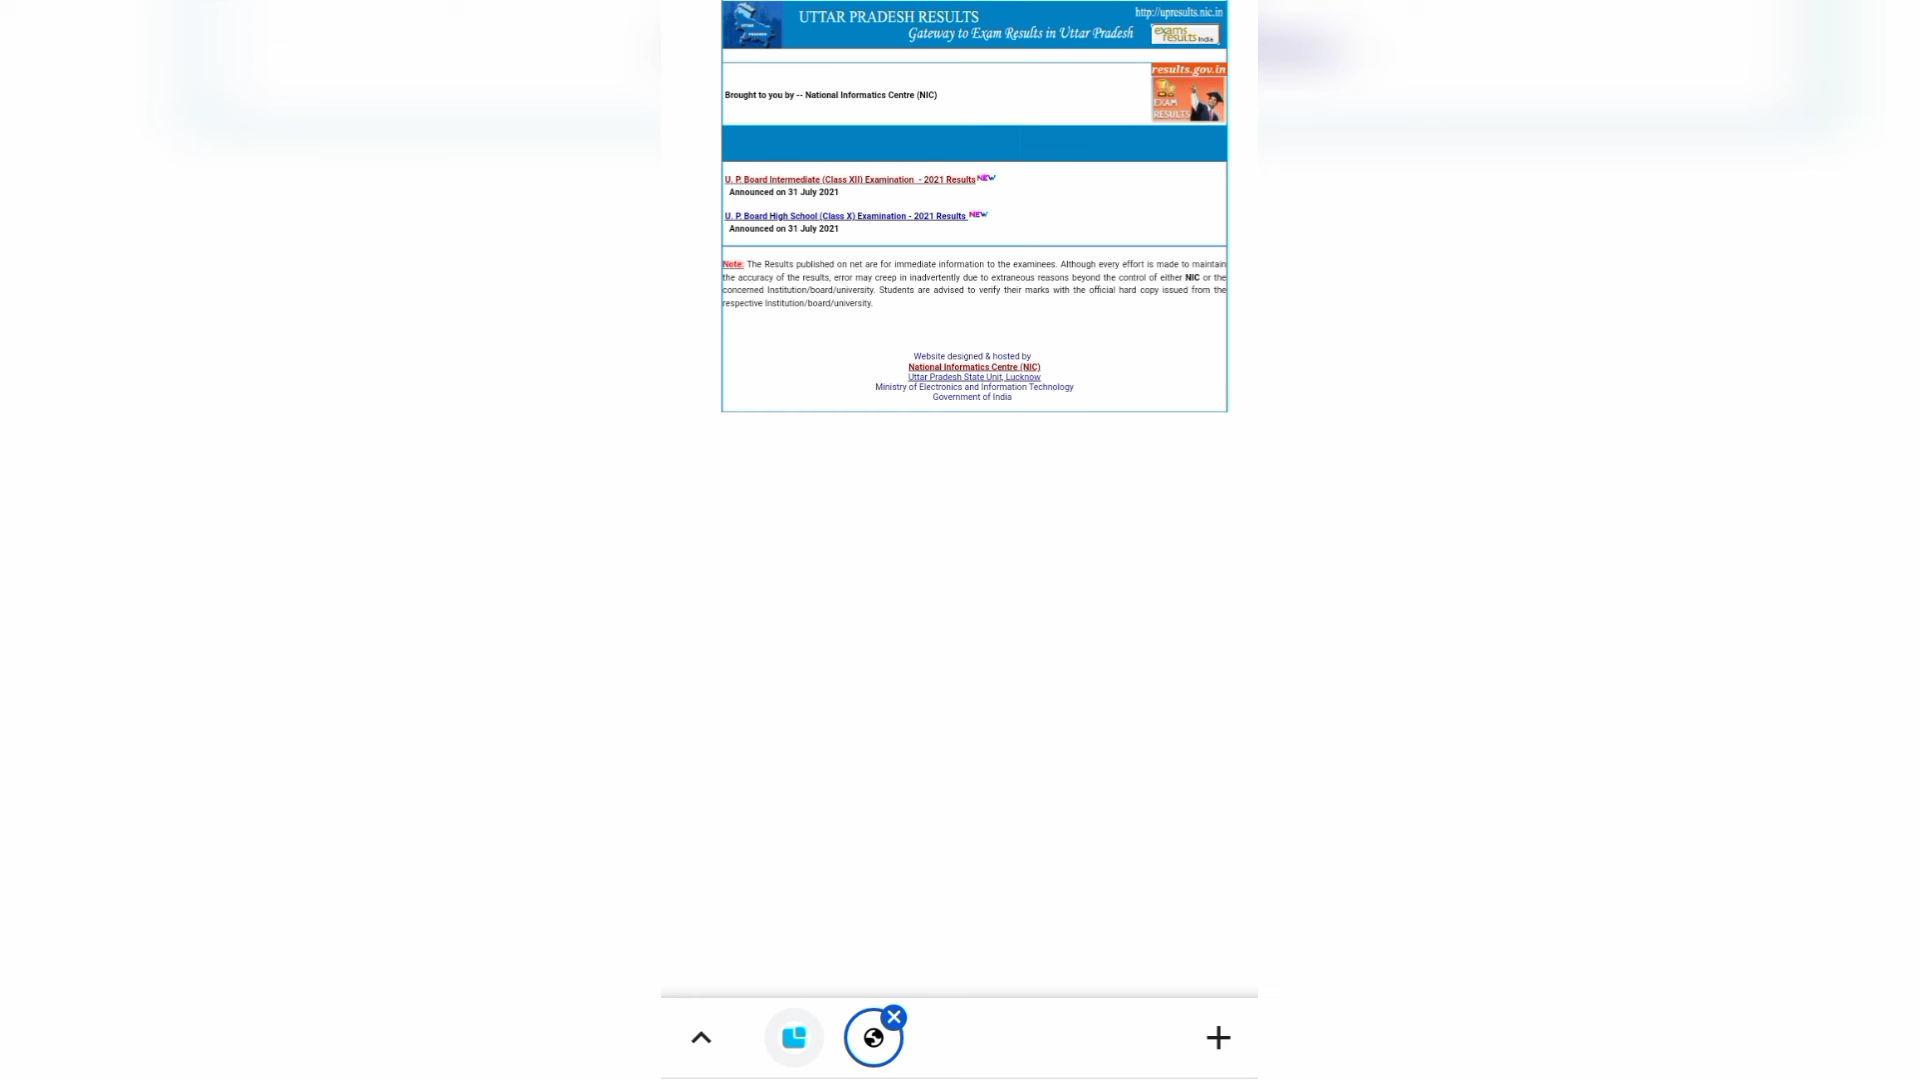 UTTAR PRADESH RESULTS
http://upresults.nic.in
Gateway to Exam Results in Uttar Pradesh
exams
results India
results.gov.in
Brought to you by -- National Informatics Centre (NIC)
EXAM
RESULTS
U. P. Board Intermediate (Class XII) Examination - 2021 Results NEW
Announced on 31 July 2021
U. P. Board High School (Class X) Examination - 2021 Results NEW
Announced on 31 July 2021
Note: The Results published on net are for immediate information to the examinees. Although every effort is made to maintain
the accuracy of the results, error may creep in inadvertently due to extraneous reasons beyond the control of either NIC or the
concerned Institution/board/university. Students are advised to verify their marks with the official hard copy issued from the
respective Institution/board/university.
Website designed & hosted by
National Informatics Centre (NIC)
Uttar Pradesh State Unit, Lucknow
Ministry of Electronics and Information Technology
Government of India